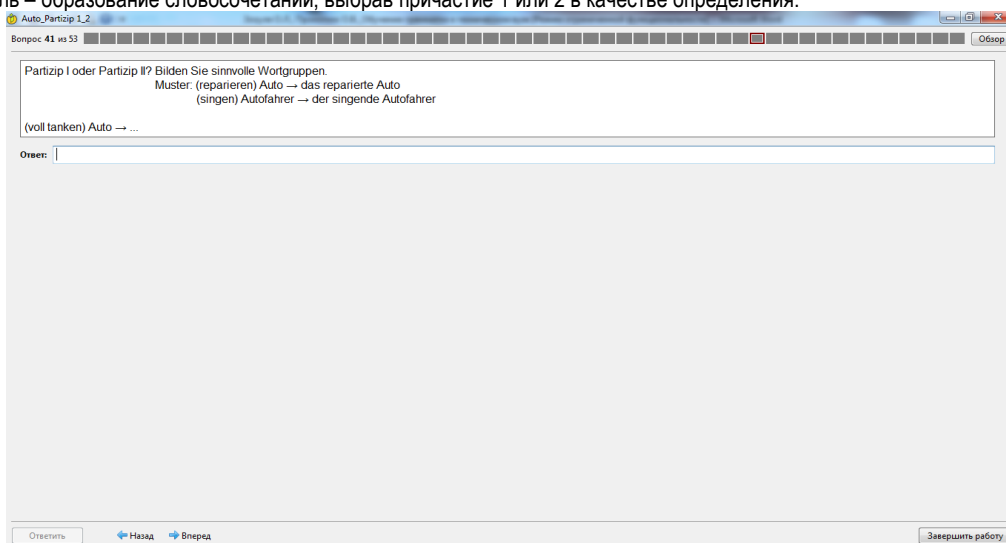 ль – образование словосочетаний, выбрав причастие 1 или 2 в качестве определения.
Auto_Partizip 1_2
Вопрос 41 из 53
Обзор
Partizip I oder Partizip II? Bilden Sie sinnvolle Wortgruppen.
Muster: (reparieren) Auto → das reparierte Auto
(singen) Autofahrer → der singende Autofahrer
(voll tanken) Auto → ...
Ответ:
Ответить Назад Вперед Завершить работу